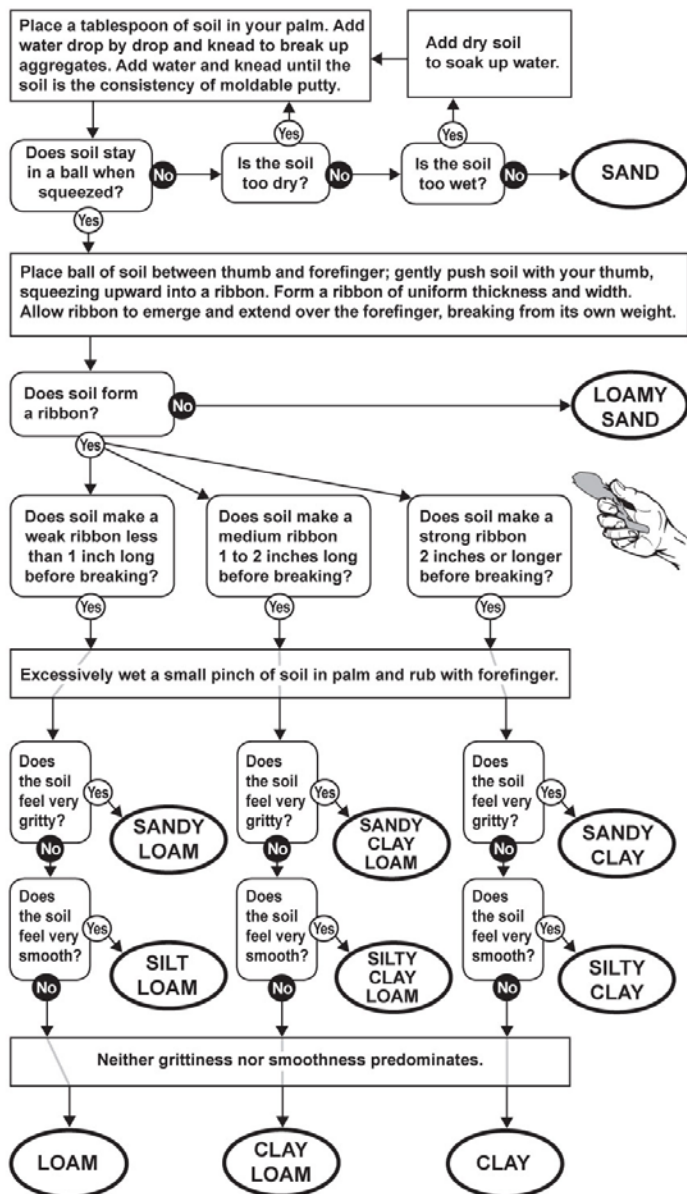 Place a tablespoon of soil in your palm. Add
water drop by drop and knead to break up
aggregates. Add water and knead until the
soil is the consistency of moldable putty.
Add dry soil
to soak up water.
Yes
Yes
Does soil stay
in a ball when
squeezed?
No
Is the soil
too dry?
No
Is the soil
too wet?
No
SAND
Yes
Place ball of soil between thumb and forefinger; gently push soil with your thumb,
squeezing upward into a ribbon. Form a ribbon of uniform thickness and width.
Allow ribbon to emerge and extend over the forefinger, breaking from its own weight.
Does soil form
a ribbon?
No
LOAMY
SAND
Yes
Does soil make a
weak ribbon less
than 1 inch long
before breaking?
Does soil make a
medium ribbon
1 to 2 inches long
before breaking?
Does soil make a
strong ribbon
2 inches or longer
before breaking?
Yes
Yes
Yes
Excessively wet a small pinch of soil in palm and rub with forefinger.
Does
the soil
feel very
gritty?
Yes
SANDY
LOAM
Does
the soil
feel very
gritty?
Yes
SANDY
CLAY
LOAM
Does
the soil
feel very
gritty?
Yes
SANDY
CLAY
No
No
No
Does
the soil
feel very
smooth?
Yes
SILT
LOAM
Does
the soil
feel very
smooth?
Yes
SILTY
CLAY
LOAM
Does
the soil
feel very
smooth?
Yes
SILTY
CLAY
No
No
No
Neither grittiness nor smoothness predominates.
LOAM
CLAY
LOAM
CLAY